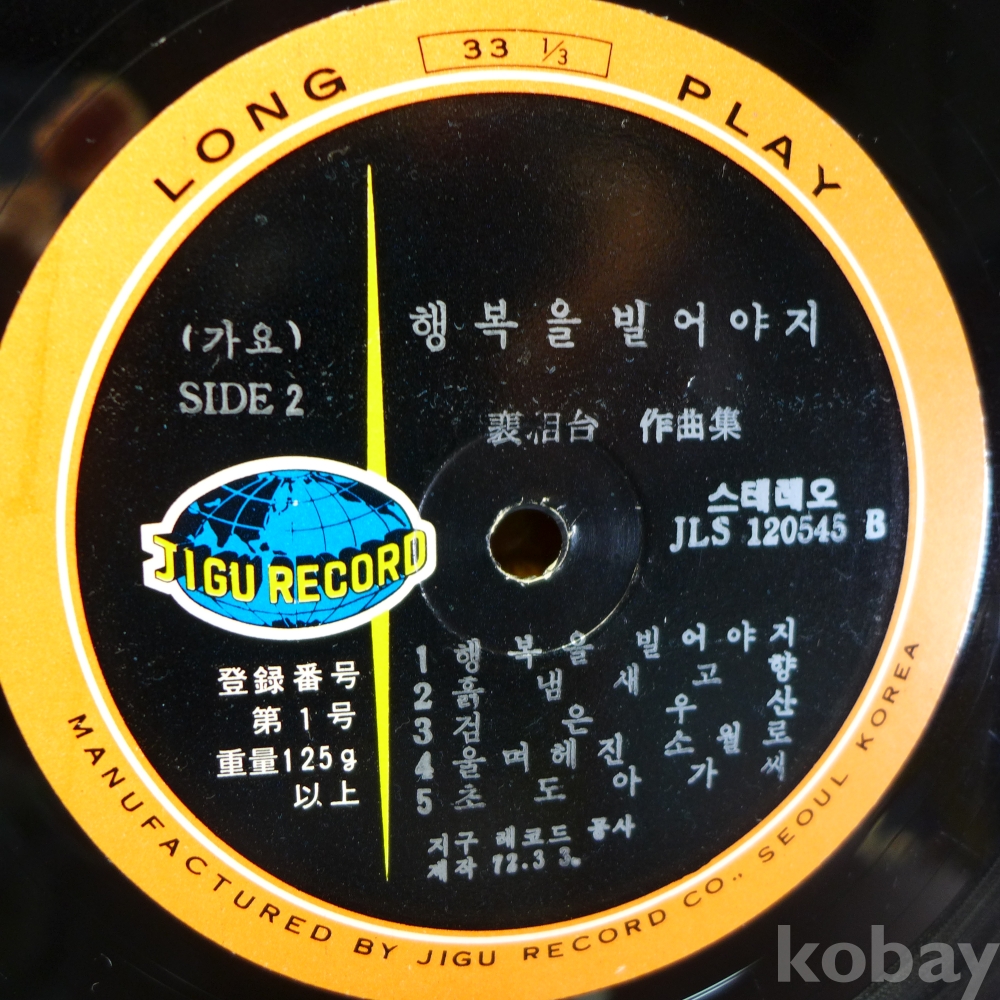 33 ⅓
LONG PLAY
(가요)
SIDE 2
행복을 빌어야지
裵相台 作曲集
스테레오
JLS 120545 B
JIGU RECORD
登録番号
第1号
重量125g
以上
1 행복을 빌어야지
2 흙냄새 고향
3 검은 우산
4 울며헤진 소월로
5 초도아가씨
지구 레코드 공사
제작 72.3 3.
MANUFACTURED BY JIGU RECORD CO., SEOUL KOREA
kobay